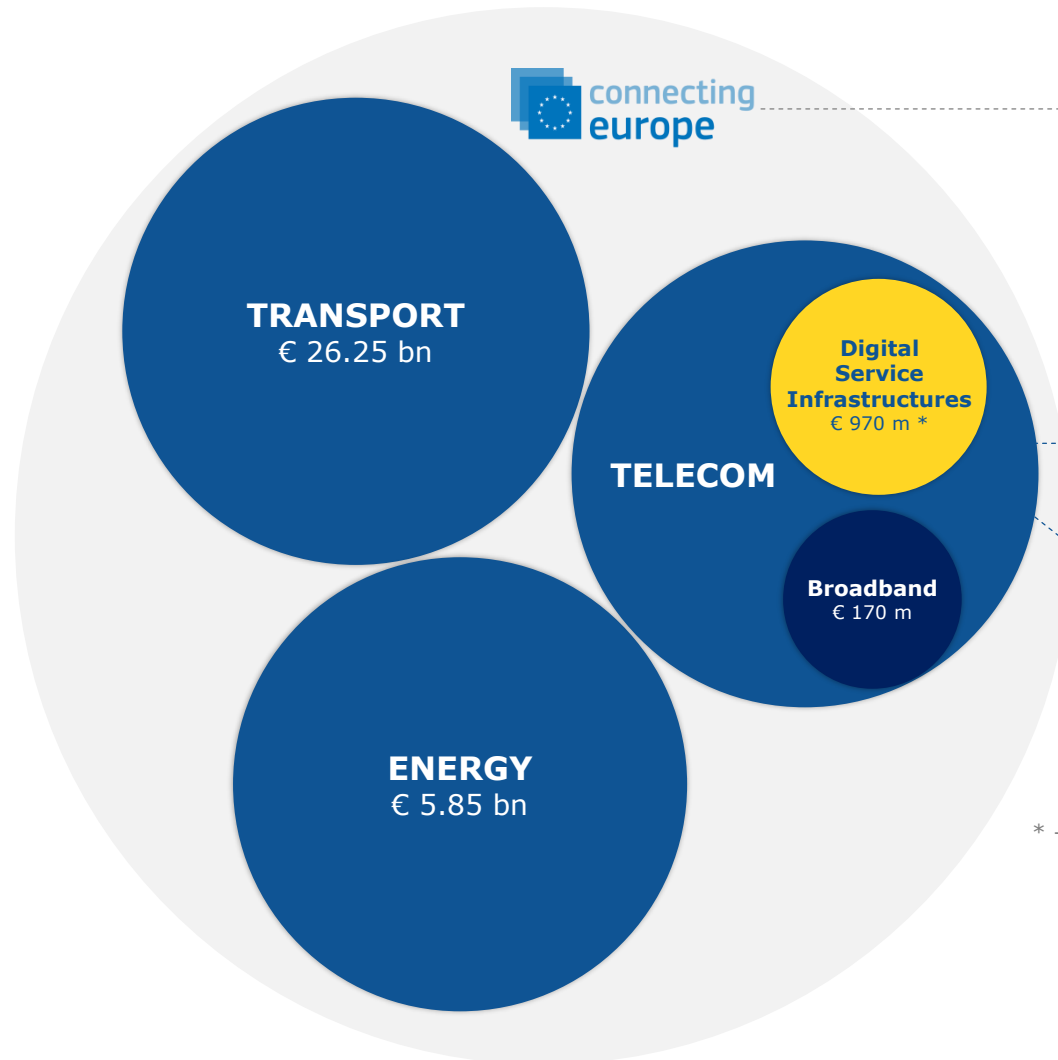 connecting
europe
TRANSPORT
€ 26.25 bn
Digital
Service
Infrastructures
€ 970 m *
TELECOM
Broadband
€ 170 m
ENERGY
€ 5.85 bn
*